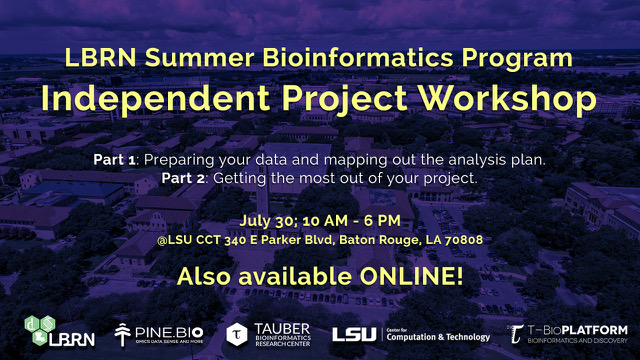 LBRN Summer Bioinformatics Program
Independent Project Workshop
Part 1: Preparing your data and mapping out the analysis plan.
Part 2: Getting the most out of your project.
July 30; 10 AM - 6 PM
@LSU CCT 340 E Parker Blvd, Baton Rouge, LA 70808
Also available ONLINE!
LBRN
PINE.BIO
OMICS DATA SENSE AND MORE
TAUBER
BIOINFORMATICS
RESEARCH CENTER
LSU
Center for
Computation & Technology
T-BioPLATFORM
BIOINFORMATICS AND DISCOVERY